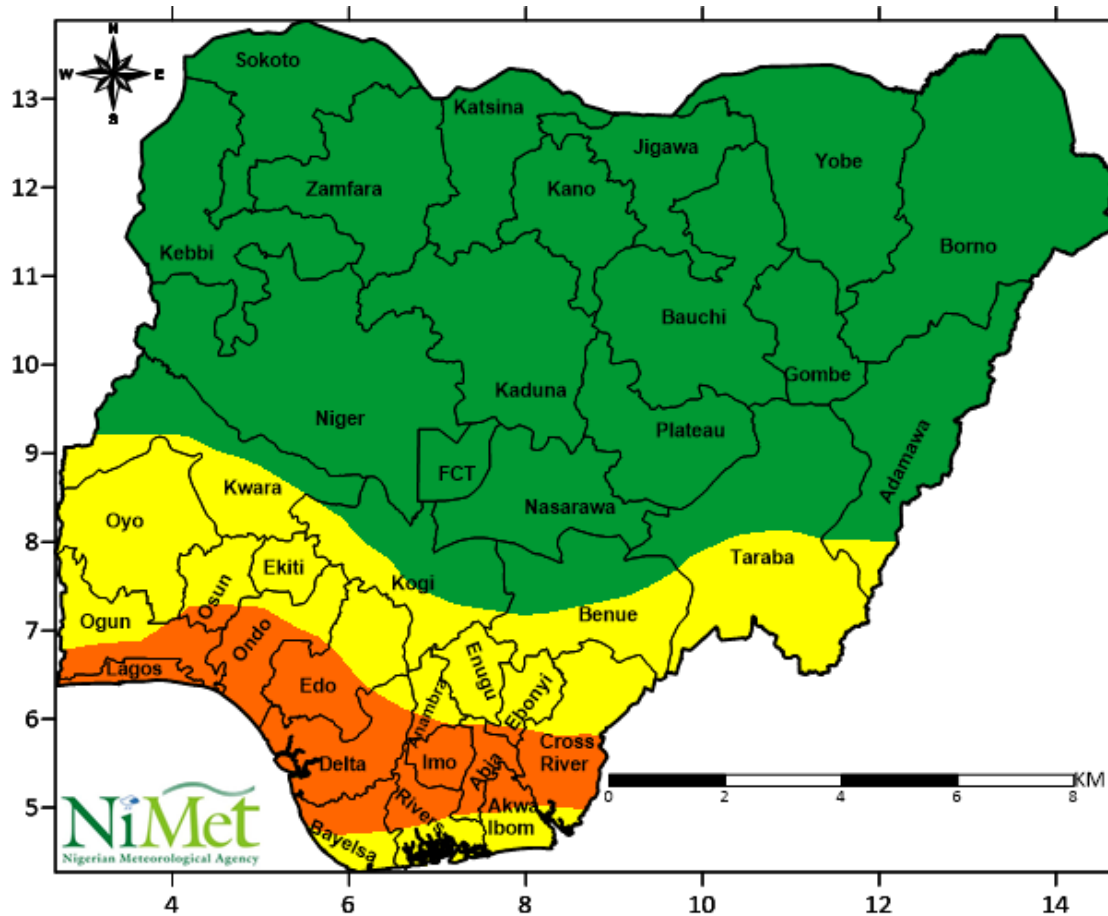 N
W E
S
13
12
11
10
9
8
7
6
5
4
6
8
10
12
14
Sokoto
Katsina
Jigawa
Yobe
Zamfara
Kano
Borno
Kebbi
Bauchi
Gombe
Kaduna
Niger
Plateau
FCT
Adamawa
Nasarawa
Kwara
Oyo
Taraba
Ekiti
Kogi
Osun
Benue
Ogun
Ondo
Enugu
Lagos
Edo
Anambra
Ebonyi
Cross
River
Delta
Imo
Abia
Rivers
Akwa
Ibom
Bayelsa
KM
0 2 4 6 8
NiMet
Nigerian Meteorological Agency